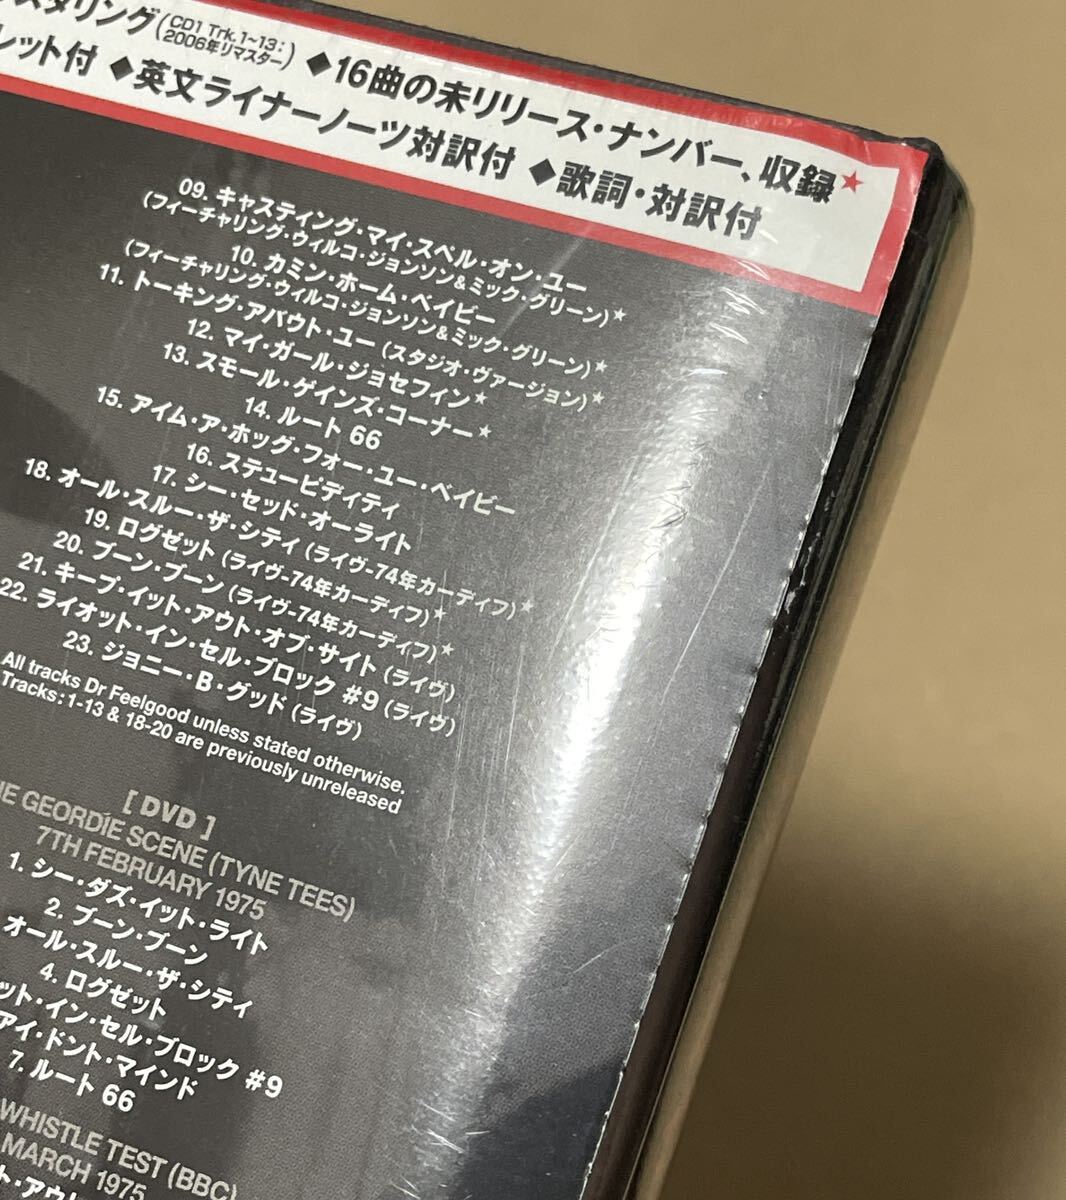 スタリング(CD1 Trk.1~13:
2006年リマスター) ◆16曲の未リリース・ナンバー、収録★
レット付 ◆英文ライナーノーツ対訳付 ◆歌詞・対訳付
09. キャスティング・マイ・スペル・オン・ユー
(フィーチャリング・ウィルコ・ジョンソン&ミック・グリーン)★
10. カミン・ホーム・ベイビー
(フィーチャリング・ウィルコ・ジョンソン&ミック・グリーン)★
11. トーキング・アバウト・ユー (スタジオ・ヴァージョン)★
12. マイ・ガール・ジョセフィン★
13. スモール・ゲインズ・コーナー★
14. ルート 66
15. アイム・ア・ホッグ・フォー・ユー・ベイビー
16. ステューピディティ
17. シー・セッド・オーライト
18. オール・スルー・ザ・シティ (ライヴ-74年カーディフ)★
19. ログゼット (ライヴ-74年カーディフ)★
20. ブーン・ブーン (ライヴ-74年カーディフ)★
21. キープ・イット・アウト・オブ・サイト (ライヴ)
22. ライオット・イン・セル・ブロック #9 (ライヴ)
23. ジョニー・B・グッド (ライヴ)
All tracks Dr Feelgood unless stated otherwise.
Tracks: 1-13 & 18-20 are previously unreleased
[ DVD ]
HE GEORDIE SCENE (TYNE TEES)
7TH FEBRUARY 1975
1. シー・ダズ・イット・ライト
2. ブーン・ブーン
オール・スルー・ザ・シティ
4. ログゼット
ット・イン・セル・ブロック #9
アイ・ドント・マインド
7. ルート 66
WHISTLE TEST (BBC)
MARCH 1975
ト・アウト